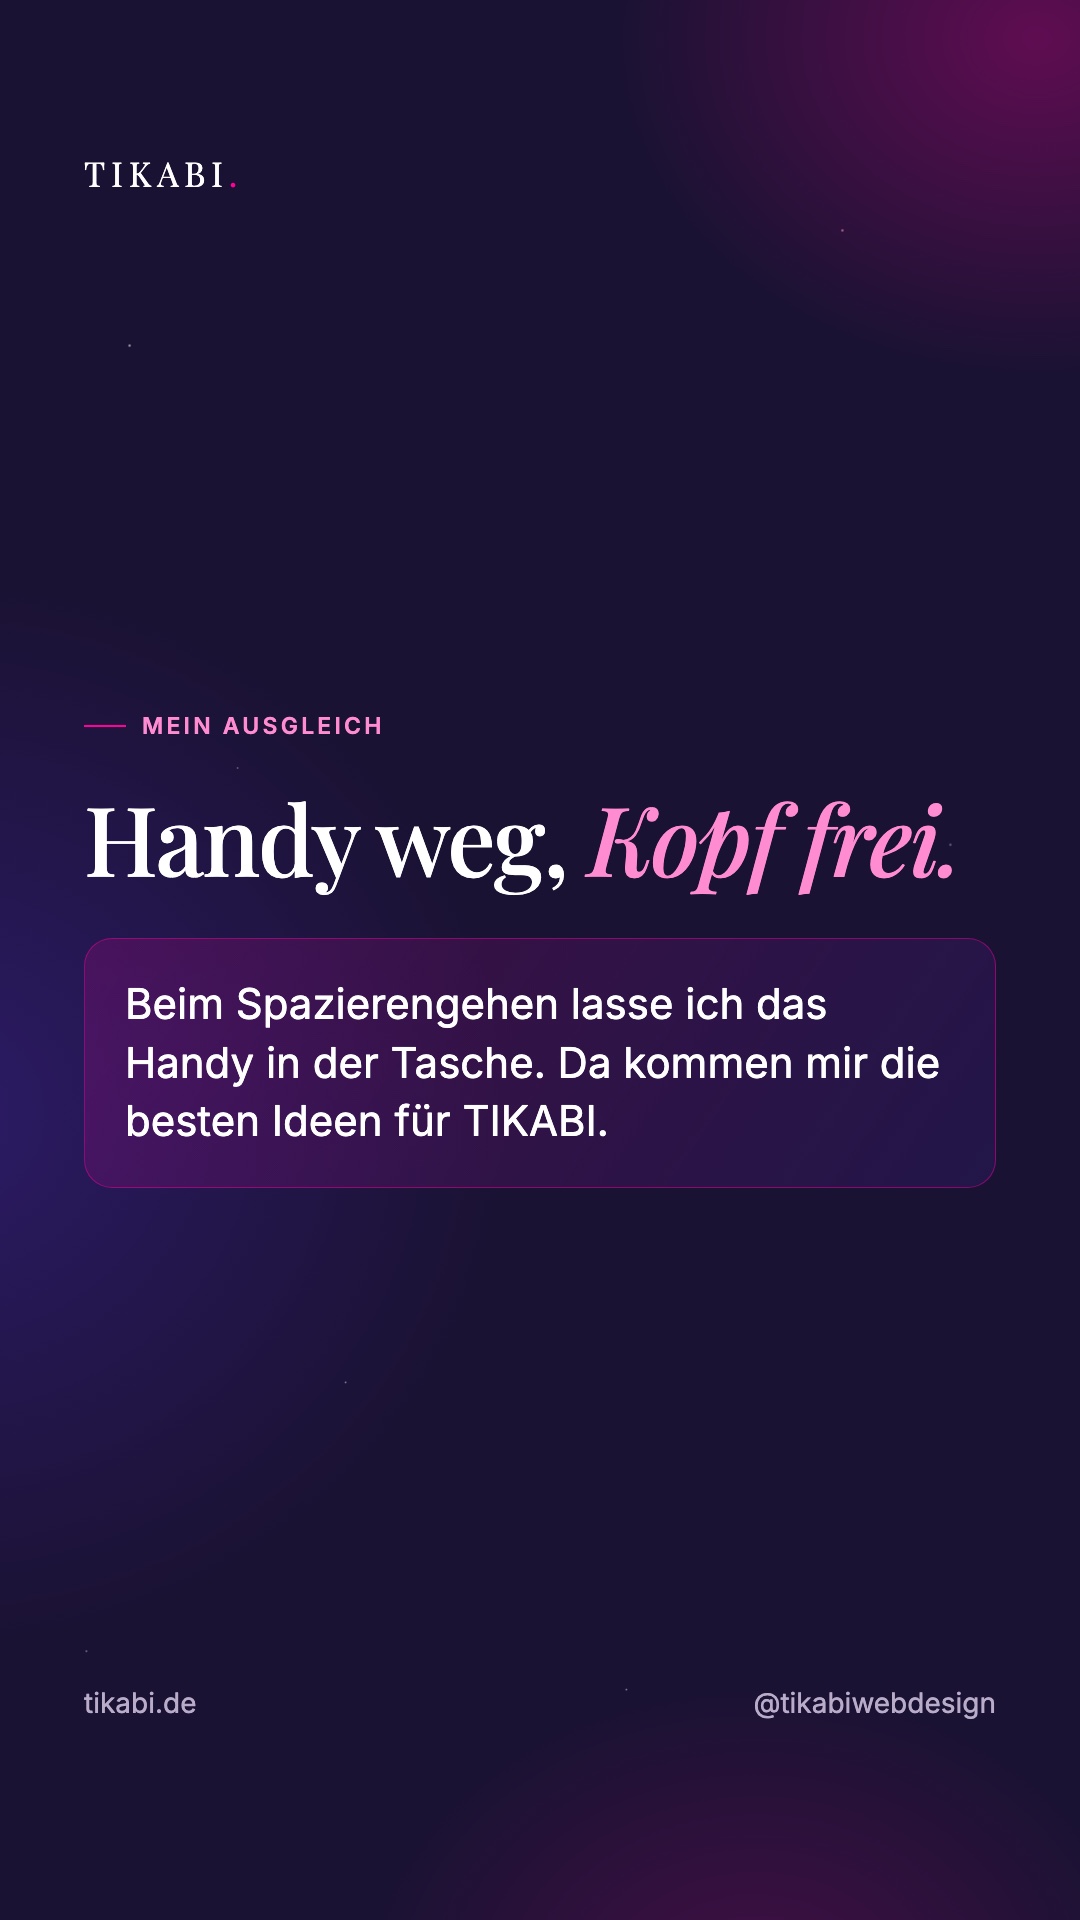 TIKABI.
MEIN AUSGLEICH
Handy weg, Kopf frei.
Beim Spazierengehen lasse ich das
Handy in der Tasche. Da kommen mir die
besten Ideen für TIKABI.
tikabi.de
@tikabiwebdesign